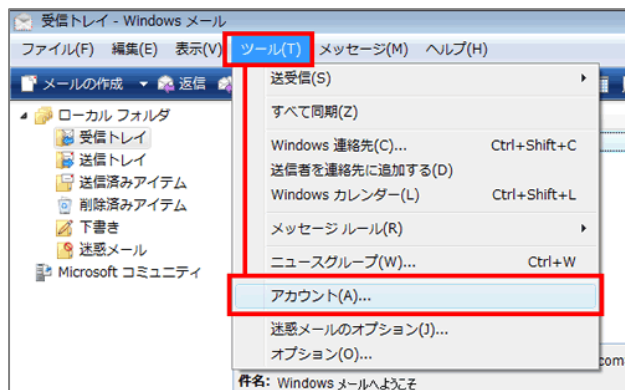 受信トレイ - Windows メール
ファイル(F) 編集(E) 表示(V) ツール(T) メッセージ(M) ヘルプ(H)
メールの作成 返信
ローカル フォルダ
受信トレイ
送信トレイ
送信済みアイテム
削除済みアイテム
下書き
迷惑メール
Microsoft コミュニティ
送受信(S)
すべて同期(Z)
Windows 連絡先(C)... Ctrl+Shift+C
送信者を連絡先に追加する(D)
Windows カレンダー(L) Ctrl+Shift+L
メッセージ ルール(R)
ニュースグループ(W)... Ctrl+W
アカウント(A)...
迷惑メールのオプション(J)...
オプション(O)...
com
件名: Windows メールへようこそ